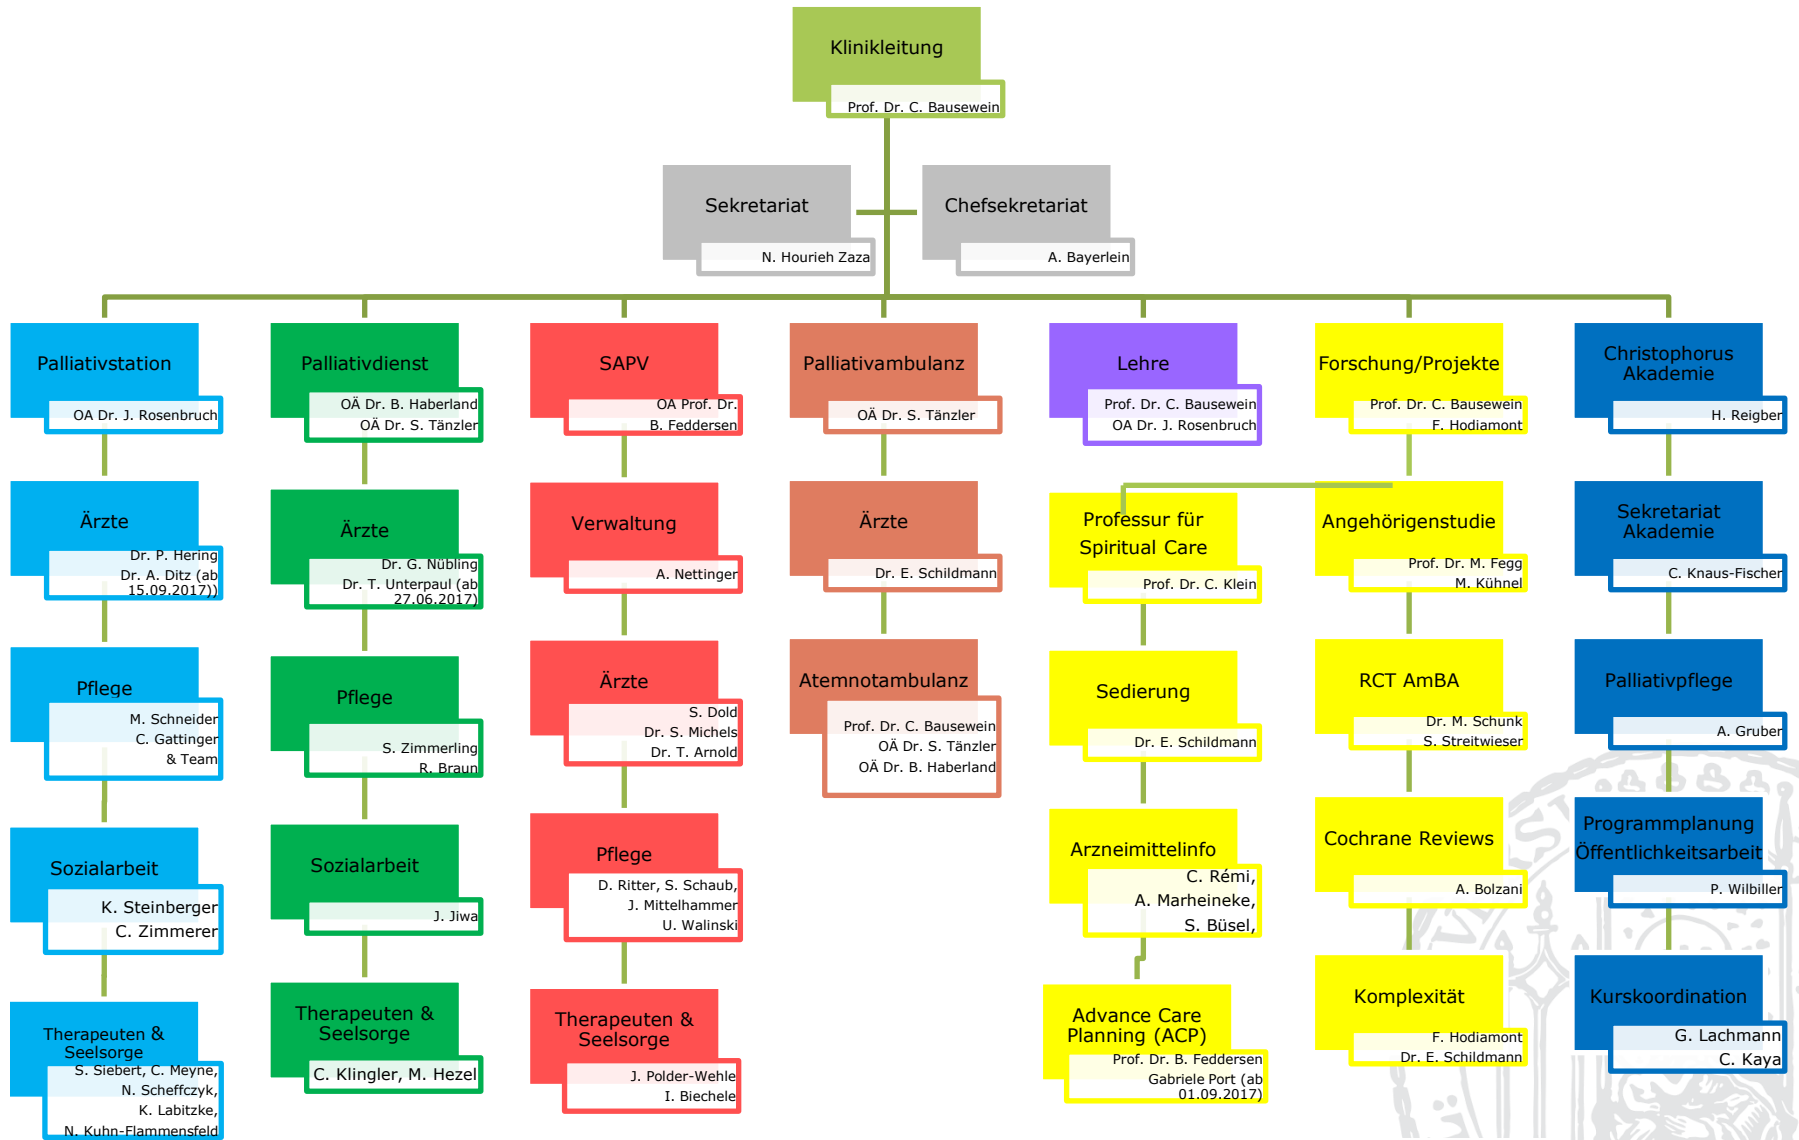 Klinikleitung
Prof. Dr. C. Bausewein
Sekretariat
N. Hourieh Zaza
Chefsekretariat
A. Bayerlein
Palliativstation
OA Dr. J. Rosenbruch
Ärzte
Dr. P. Hering
Dr. A. Ditz (ab
15.09.2017))
Pflege
M. Schneider
C. Gattinger
& Team
Sozialarbeit
K. Steinberger
C. Zimmerer
Therapeuten &
Seelsorge
S. Siebert, C. Meyne,
N. Scheffczyk,
K. Labitzke,
N. Kuhn-Flammensfeld
Palliativdienst
OÄ Dr. B. Haberland
OÄ Dr. S. Tänzler
Ärzte
Dr. G. Nübling
Dr. T. Unterpaul (ab
27.06.2017)
Pflege
S. Zimmerling
R. Braun
Sozialarbeit
J. Jiwa
Therapeuten &
Seelsorge
C. Klingler, M. Hezel
SAPV
OA Prof. Dr.
B. Feddersen
Verwaltung
A. Nettinger
Ärzte
S. Dold
Dr. S. Michels
Dr. T. Arnold
Pflege
D. Ritter, S. Schaub,
J. Mittelhammer
U. Walinski
Therapeuten &
Seelsorge
J. Polder-Wehle
I. Biechele
Palliativambulanz
OÄ Dr. S. Tänzler
Ärzte
Dr. E. Schildmann
Atemnotambulanz
Prof. Dr. C. Bausewein
OÄ Dr. S. Tänzler
OÄ Dr. B. Haberland
Lehre
Prof. Dr. C. Bausewein
OA Dr. J. Rosenbruch
Forschung/Projekte
Prof. Dr. C. Bausewein
F. Hodiamont
Professur für
Spiritual Care
Prof. Dr. C. Klein
Sedierung
Dr. E. Schildmann
Arzneimittelinfo
C. Rémi,
A. Marheineke,
S. Büsel,
Advance Care
Planning (ACP)
Prof. Dr. B. Feddersen
Gabriele Port (ab
01.09.2017)
Angehörigenstudie
Prof. Dr. M. Fegg
M. Kühnel
RCT AmBA
Dr. M. Schunk
S. Streitwieser
Cochrane Reviews
A. Bolzani
Komplexität
F. Hodiamont
Dr. E. Schildmann
Christophorus
Akademie
H. Reigber
Sekretariat
Akademie
C. Knaus-Fischer
Palliativpflege
A. Gruber
Programmplanung
Öffentlichkeitsarbeit
P. Wilbiller
Kurskoordination
G. Lachmann
C. Kaya